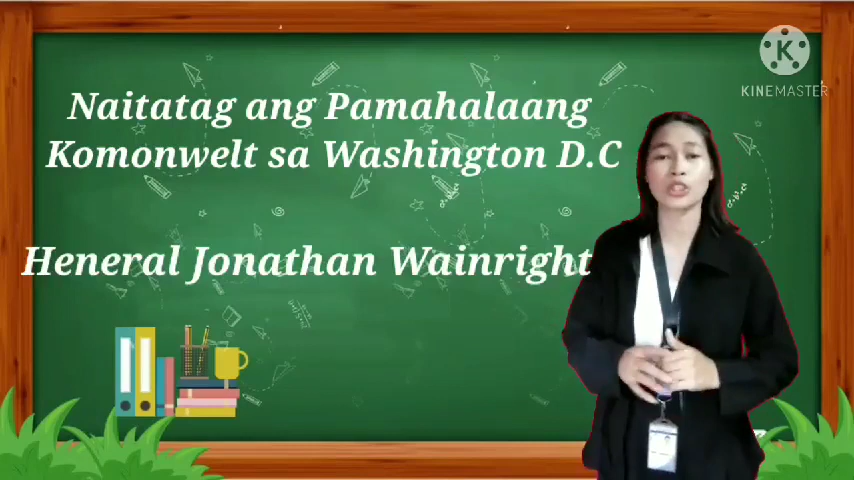 Naitatag ang Pamahalaang
Komonwelt sa Washington D.C
Heneral Jonathan Wainright
KINEMASTER